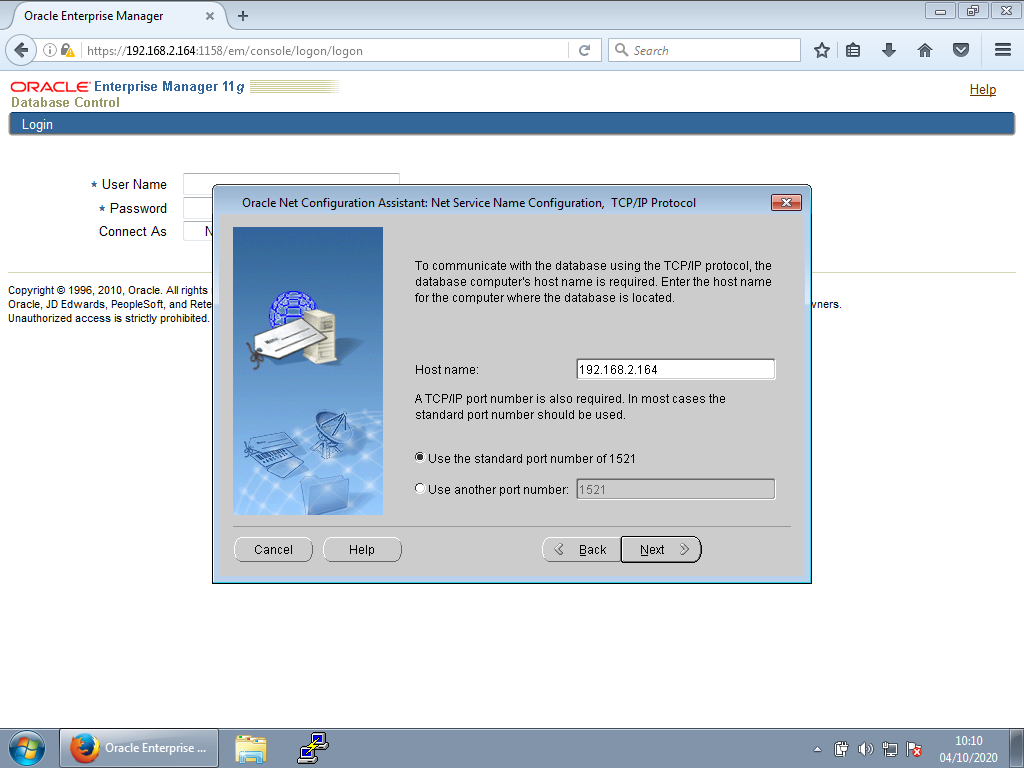 Oracle Enterprise Manager
https://192.168.2.164:1158/em/console/logon/logon
Search
ORACLE Enterprise Manager 11g
Database Control
Help
Login
* User Name
* Password
Connect As
N
Copyright © 1996, 2010, Oracle. All rights
Oracle, JD Edwards, PeopleSoft, and Rete
wners.
Unauthorized access is strictly prohibited.
Oracle Net Configuration Assistant: Net Service Name Configuration, TCP/IP Protocol
To communicate with the database using the TCP/IP protocol, the
database computer's host name is required. Enter the host name
for the computer where the database is located.
Host name: 192.168.2.164
A TCP/IP port number is also required. In most cases the
standard port number should be used.
Use the standard port number of 1521
Use another port number: 1521
Cancel
Help
Back
Next
Oracle Enterprise ...
10:10
04/10/2020